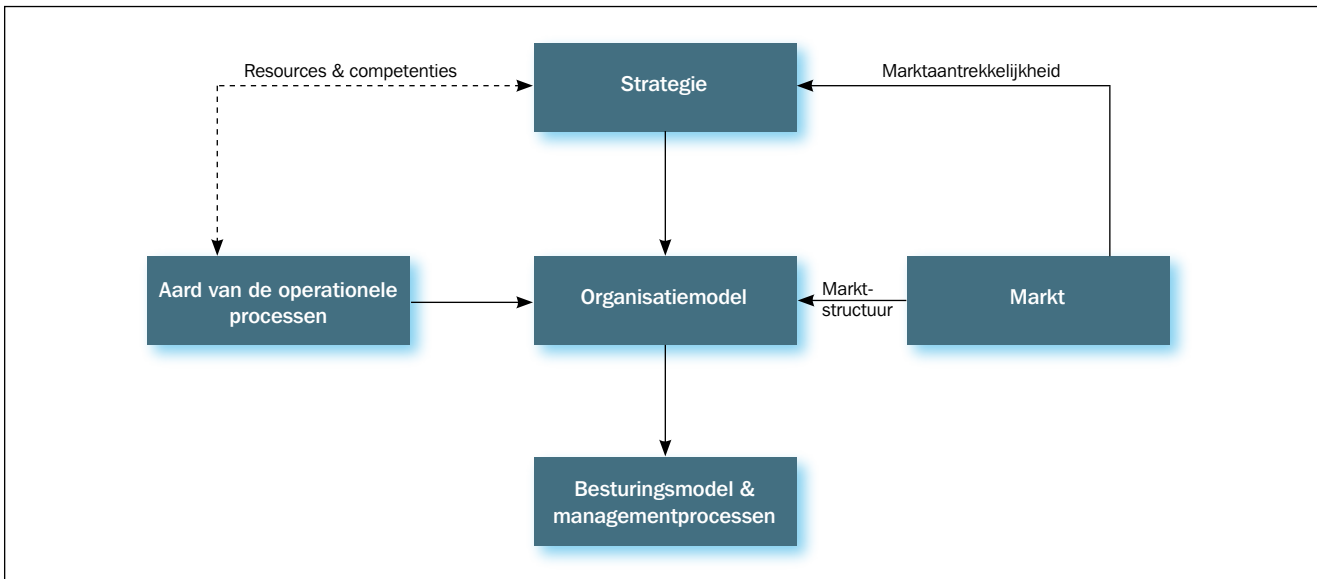 Resources & competenties
Strategie
Marktaantrekkelijkheid
Aard van de operationele
processen
Organisatiemodel
Markt-
structuur
Markt
Besturingsmodel &
managementprocessen